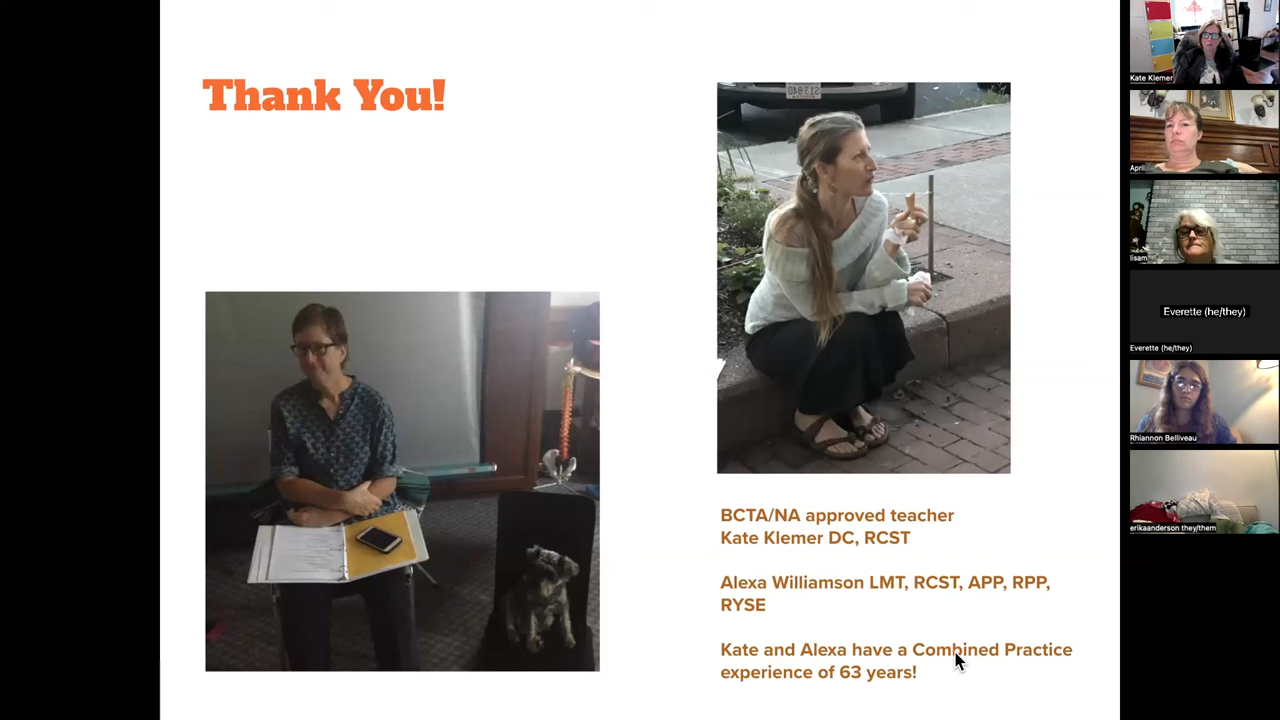 Thank You!
BCTA/NA approved teacher
Kate Klemer DC, RCST
Alexa Williamson LMT, RCST, APP, RPP,
RYSE
Kate and Alexa have a Combined Practice
experience of 63 years!
Kate Klemer
April
lisam
Everette (he/they)
Everette (he/they)
Rhiannon Belliveau
erikaanderson they/them